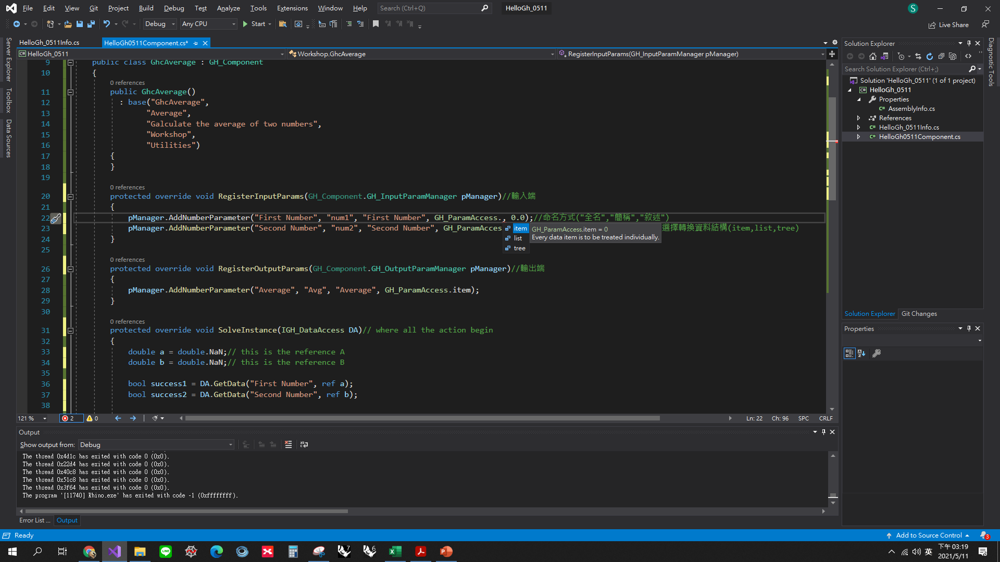 File Edit View Git Project Build Debug Test Analyze Tools Extensions Window Help Search (Ctrl+Q) HelloGh_0511 S
Debug Any CPU Start Live Share
HelloGh_0511Info.cs HelloGh0511Component.cs*
HelloGh_0511 Workshop.GhcAverage RegisterInputParams(GH_InputParamManager pManager)
Server Explorer
Toolbox
Data Sources
9 public class GhcAverage : GH_Component
10 {
0 references
11 public GhcAverage()
12 : base("GhcAverage",
13 "Average",
14 "Galculate the average of two numbers",
15 "Workshop",
16 "Utilities")
17 {
18 }
19
0 references
20 protected override void RegisterInputParams(GH_Component.GH_InputParamManager pManager)//輸入端
21 {
22 pManager.AddNumberParameter("First Number", "num1", "First Number", GH_ParamAccess., 0.0);//命名方式("全名","簡稱","敘述")
23 pManager.AddNumberParameter("Second Number", "num2", "Second Number", GH_ParamAcces 選擇轉換資料結構(item,list,tree)
item GH_ParamAccess.item = 0
Every data item is to be treated individually.
list
tree
24 }
25
0 references
26 protected override void RegisterOutputParams(GH_Component.GH_OutputParamManager pManager)//輸出端
27 {
28 pManager.AddNumberParameter("Average", "Avg", "Average", GH_ParamAccess.item);
29 }
30
0 references
31 protected override void SolveInstance(IGH_DataAccess DA)// where all the action begin
32 {
33 double a = double.NaN;// this is the reference A
34 double b = double.NaN;// this is the reference B
35
36 bool success1 = DA.GetData("First Number", ref a);
37 bool success2 = DA.GetData("Second Number", ref b);
38
121 % 2 0 Ln: 22 Ch: 96 SPC CRLF
Output
Show output from: Debug
The thread 0x4d1c has exited with code 0 (0x0).
The thread 0x22d4 has exited with code 0 (0x0).
The thread 0x40c8 has exited with code 0 (0x0).
The thread 0x51c8 has exited with code 0 (0x0).
The thread 0x3f64 has exited with code 0 (0x0).
The program '[11740] Rhino.exe' has exited with code -1 (0xffffffff).
Error List ... Output
Solution Explorer
Search Solution Explorer (Ctrl+;)
Solution 'HelloGh_0511' (1 of 1 project)
HelloGh_0511
Properties
AssemblyInfo.cs
References
HelloGh_0511Info.cs
HelloGh0511Component.cs
Solution Explorer Git Changes
Properties
Diagnostic Tools
Ready Add to Source Control 3
7 6 英 下午 03:19
2021/5/11